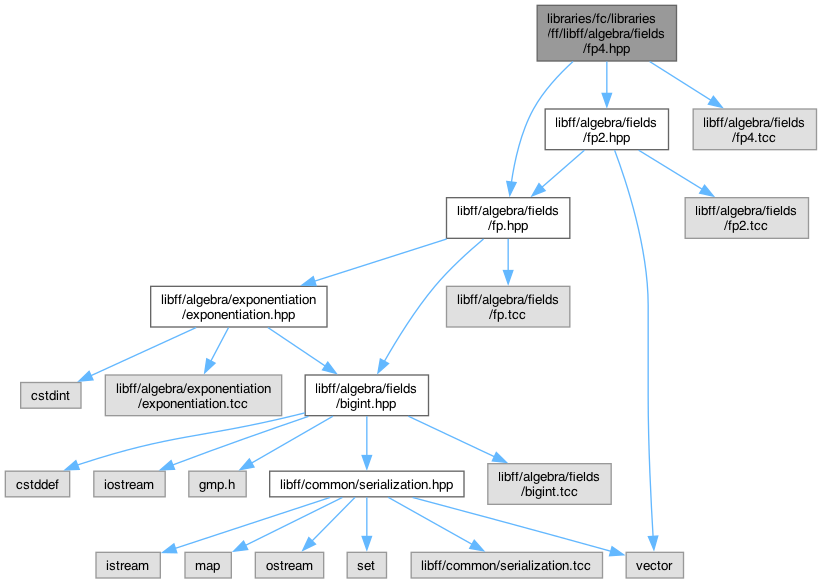 libraries/fc/libraries
/ff/libff/algebra/fields
/fp4.hpp
libff/algebra/fields
/fp2.hpp
libff/algebra/fields
/fp4.tcc
libff/algebra/fields
/fp.hpp
libff/algebra/fields
/fp2.tcc
libff/algebra/exponentiation
/exponentiation.hpp
libff/algebra/fields
/fp.tcc
cstdint
libff/algebra/exponentiation
/exponentiation.tcc
libff/algebra/fields
/bigint.hpp
cstddef
iostream
gmp.h
libff/common/serialization.hpp
libff/algebra/fields
/bigint.tcc
istream
map
ostream
set
libff/common/serialization.tcc
vector